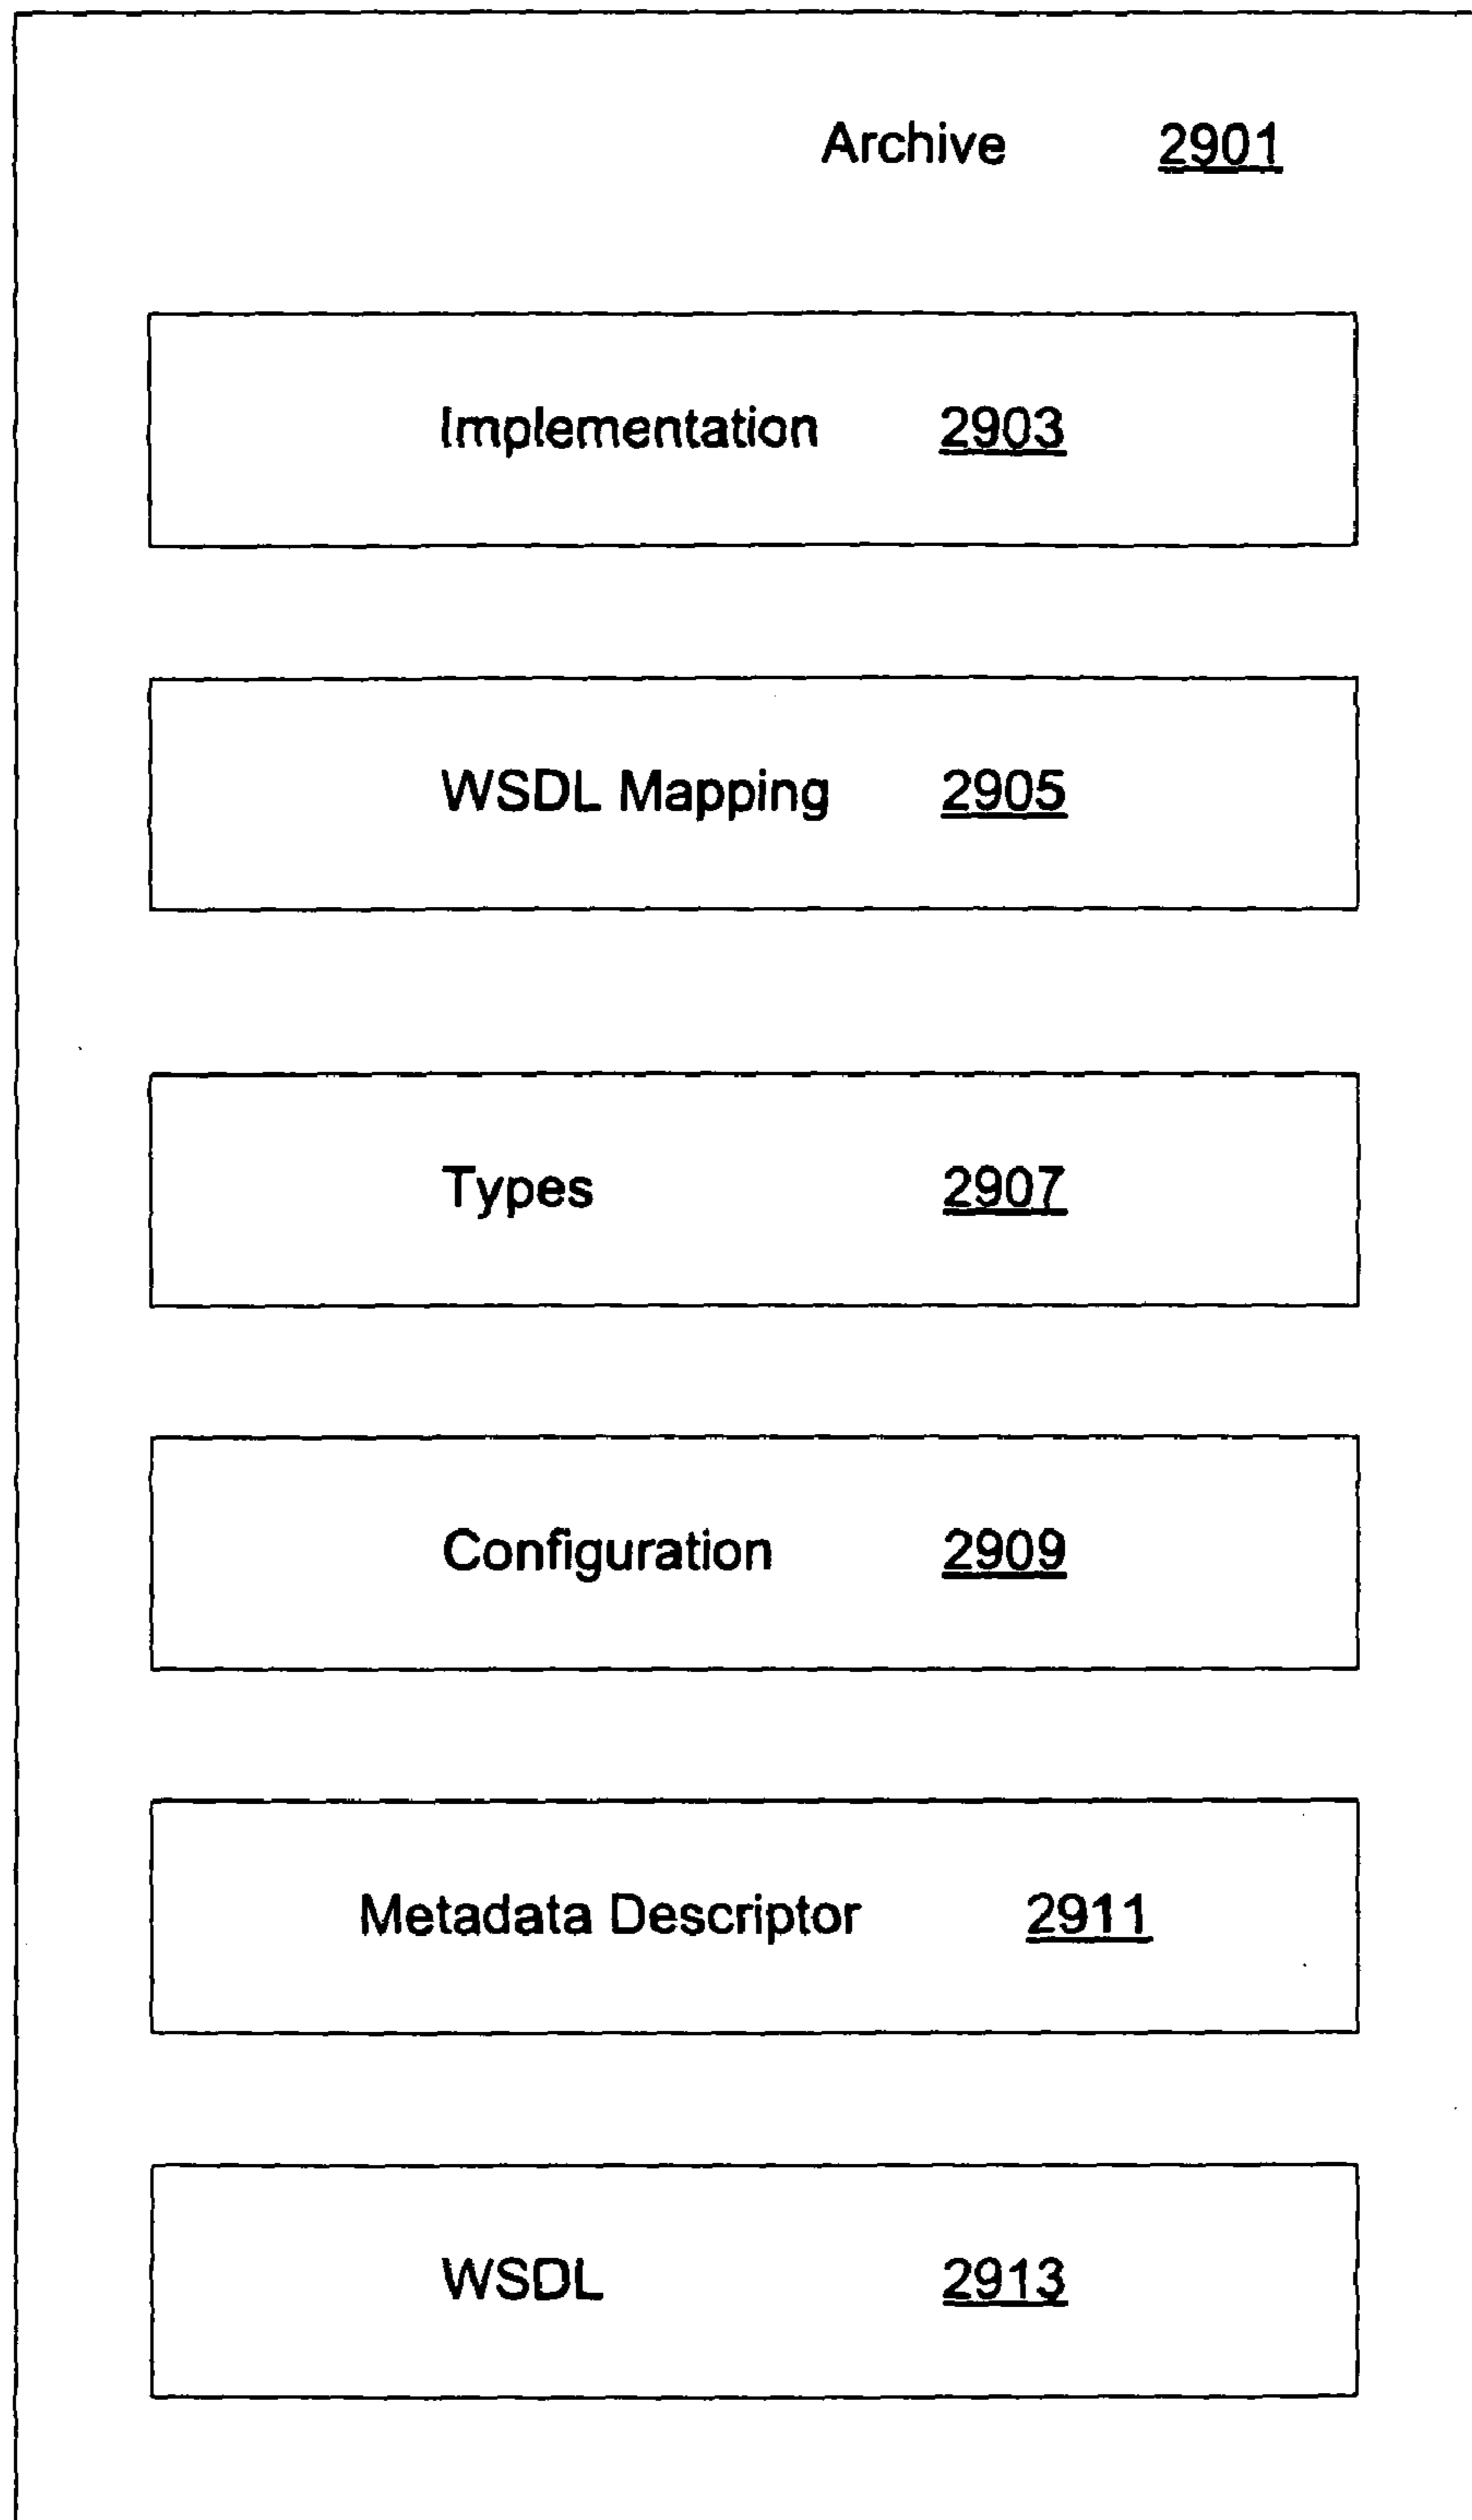 Archive 2901
Implementation 2903
WSDL Mapping 2905
Types 2907
Configuration 2909
Metadata Descriptor 2911
WSDL 2913